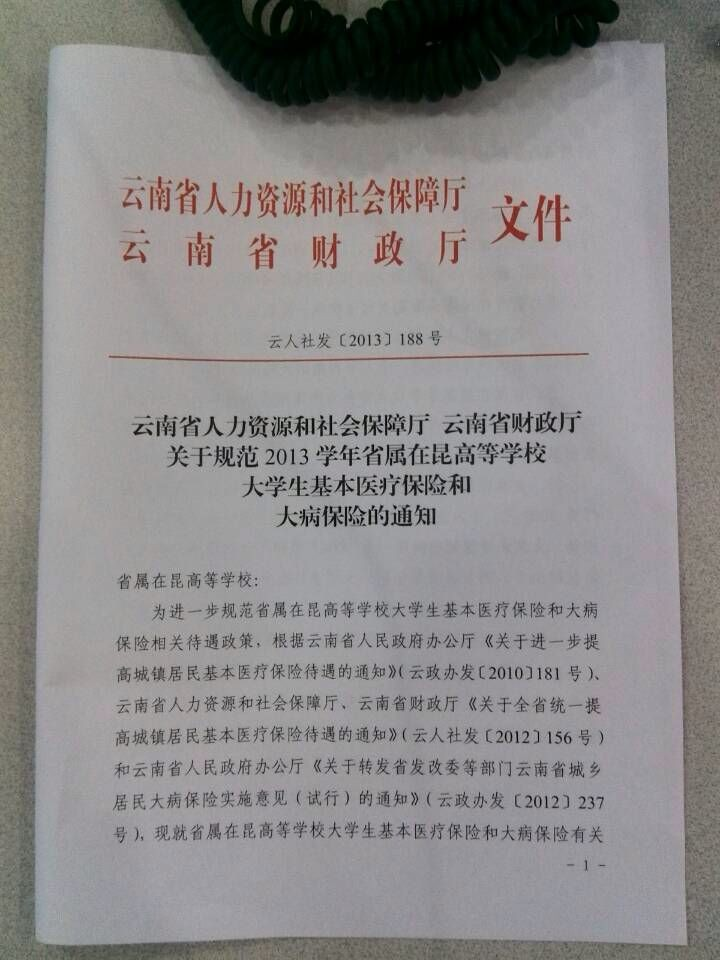 云南省人力资源和社会保障厅
云南省财政厅
文件
云人社发〔2013〕188号
云南省人力资源和社会保障厅 云南省财政厅
关于规范2013学年省属在昆高等学校
大学生基本医疗保险和
大病保险的通知
省属在昆高等学校:
为进一步规范省属在昆高等学校大学生基本医疗保险和大病
保险相关待遇政策，根据云南省人民政府办公厅《关于进一步提
高城镇居民基本医疗保险待遇的通知》(云政办发〔2010〕181号)、
云南省人力资源和社会保障厅、云南省财政厅《关于全省统一提
高城镇居民基本医疗保险待遇的通知》(云人社发〔2012〕156号)
和云南省人民政府办公厅《关于转发省发改委等部门云南省城乡
居民大病保险实施意见（试行）的通知》(云政办发〔2012〕237
号)，现就省属在昆高等学校大学生基本医疗保险和大病保险有关
- 1 -